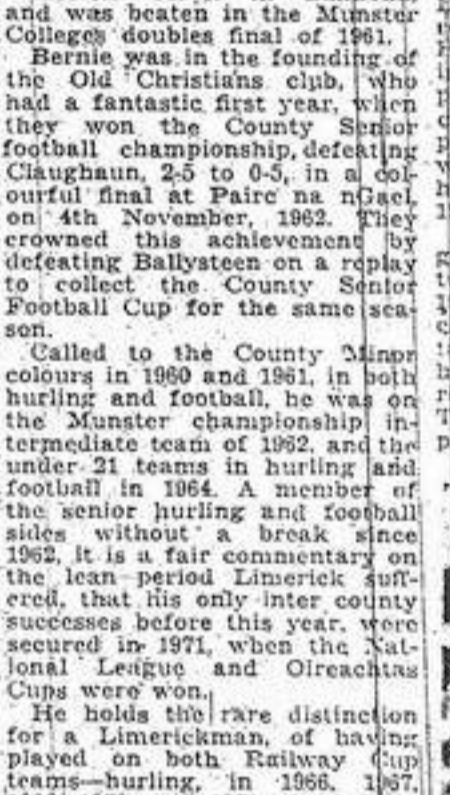 and was beaten in the Munster
Colleges doubles final of 1961.
Bernie was in the founding of
the Old Christians club, who
had a fantastic first year, when
they won the County Senior
football championship, defeating
Claughaun, 2-5 to 0-5, in a col-
ourful final at Pairc na nGael
on 4th November, 1962. They
crowned this achievement by
defeating Ballysteen on a replay
to collect the County Senior
Football Cup for the same sea-
son.
Called to the County Minor
colours in 1960 and 1961, in both
hurling and football, he was on
the Munster championship in-
termediate team of 1962, and the
under 21 teams in hurling and
football in 1964. A member of
the senior hurling and football
sides without a break since
1962, it is a fair commentary on
the lean period Limerick suff-
ered, that his only inter county
successes before this year, were
secured in 1971, when the Nat-
ional League and Oireachtas
Cups were won.
He holds the rare distinction
for a Limerickman, of having
played on both Railway Cup
teams—hurling, in 1966, 1967,